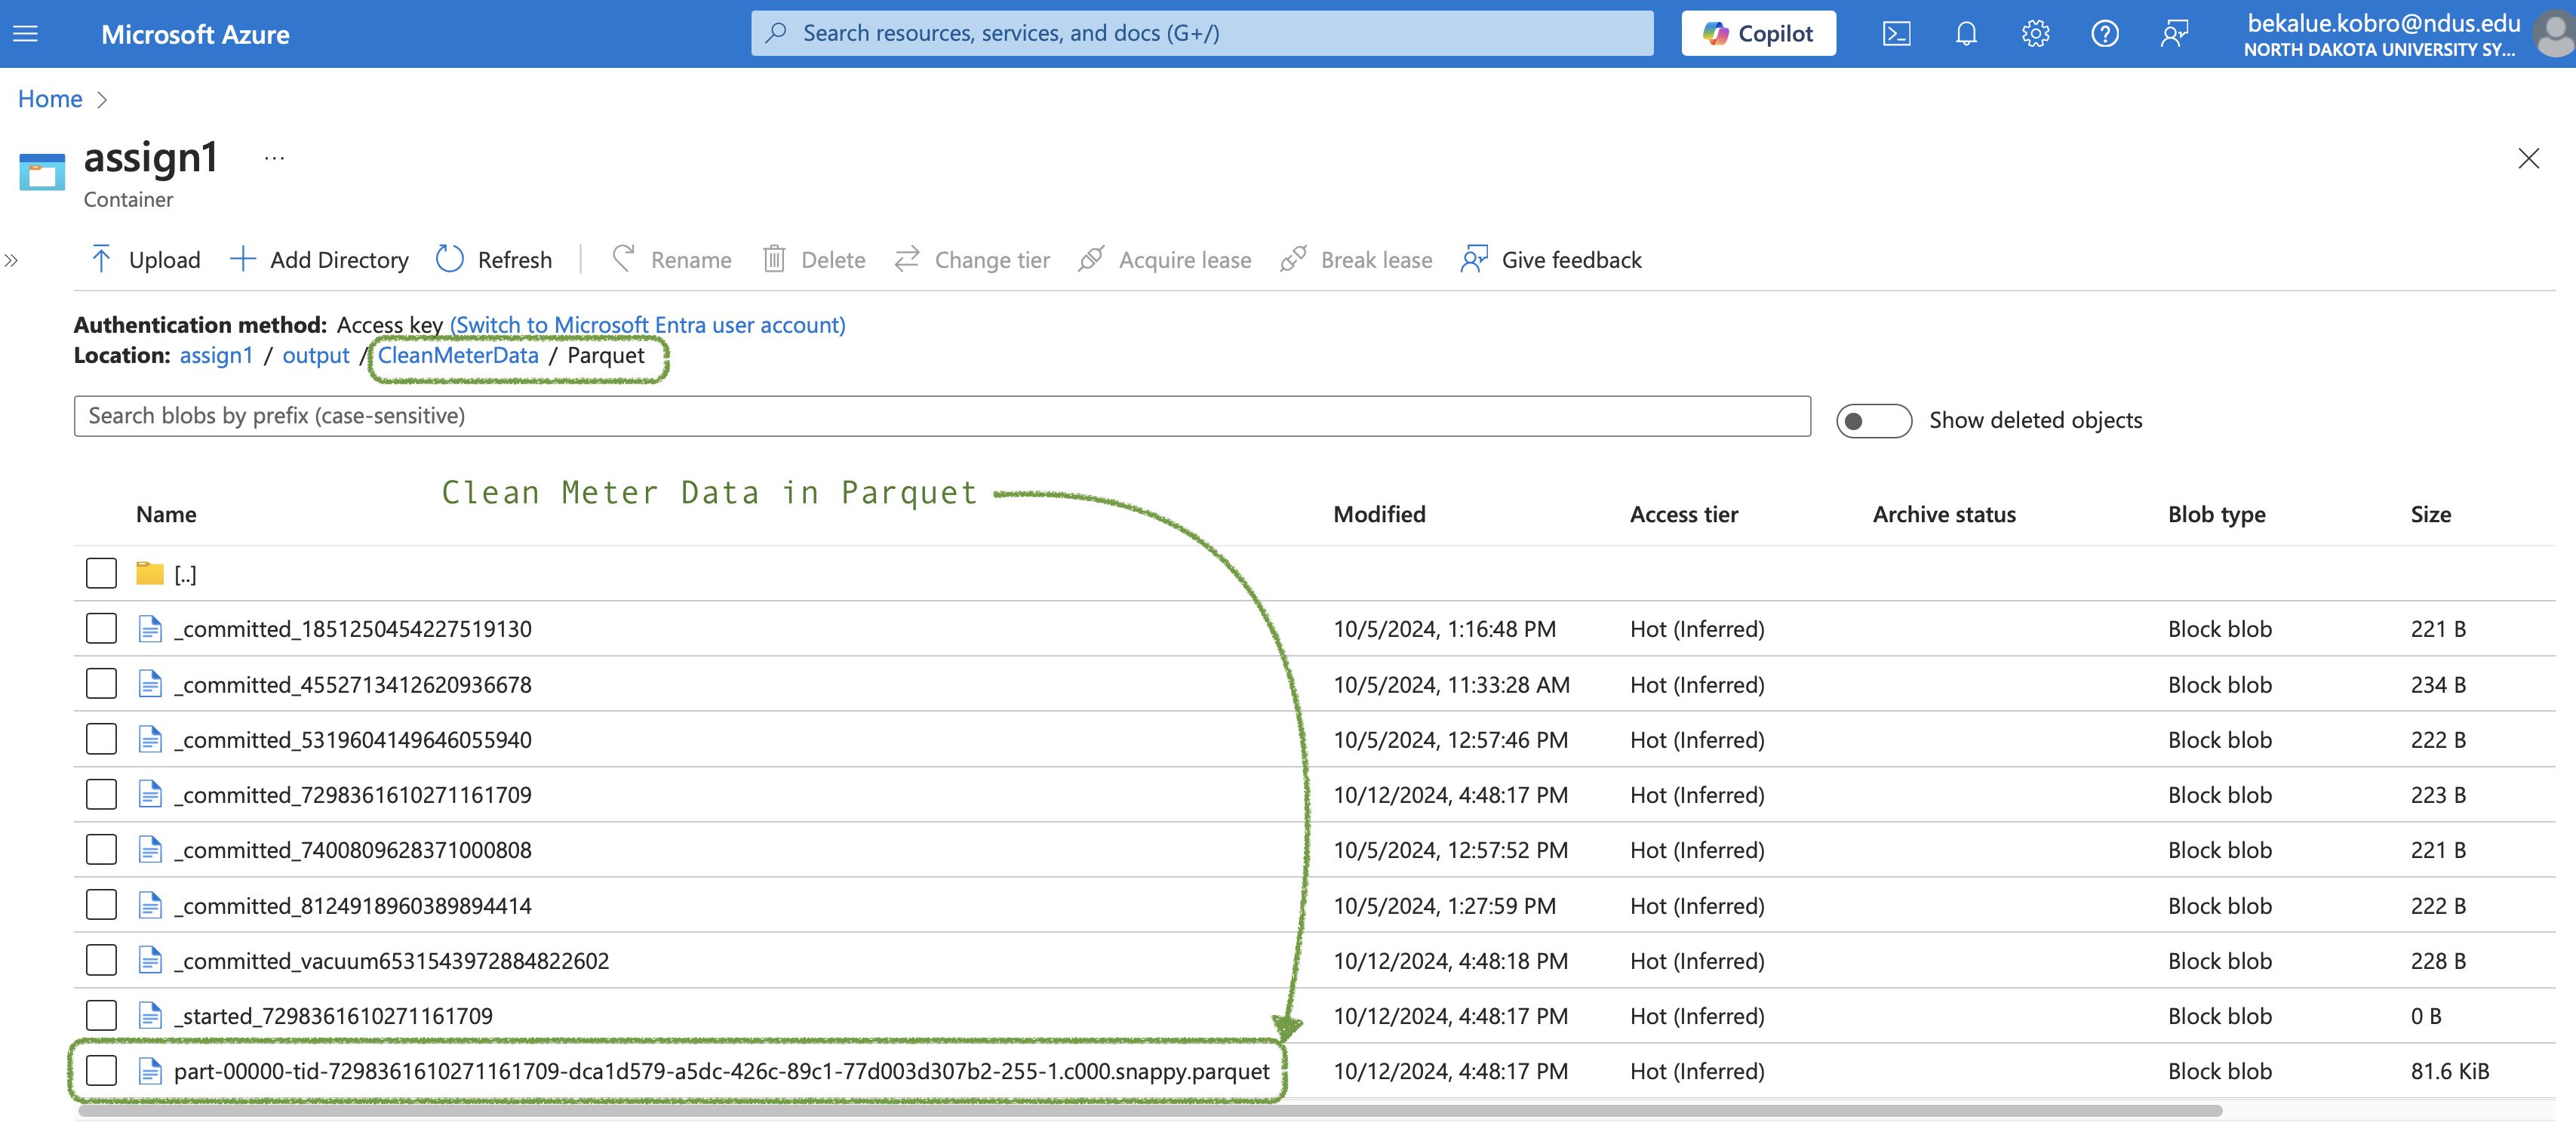 Microsoft Azure
Search resources, services, and docs (G+/)
Copilot
bekalue.kobro@ndus.edu
NORTH DAKOTA UNIVERSITY SY...
Home
assign1 ...
Container
Upload Add Directory Refresh Rename Delete Change tier Acquire lease Break lease Give feedback
Authentication method: Access key (Switch to Microsoft Entra user account)
Location: assign1 / output / CleanMeterData / Parquet
Search blobs by prefix (case-sensitive)
Show deleted objects
Clean Meter Data in Parquet
Name Modified Access tier Archive status Blob type Size
[..]
_committed_1851250454227519130 10/5/2024, 1:16:48 PM Hot (Inferred) Block blob 221 B
_committed_4552713412620936678 10/5/2024, 11:33:28 AM Hot (Inferred) Block blob 234 B
_committed_5319604149646055940 10/5/2024, 12:57:46 PM Hot (Inferred) Block blob 222 B
_committed_7298361610271161709 10/12/2024, 4:48:17 PM Hot (Inferred) Block blob 223 B
_committed_7400809628371000808 10/5/2024, 12:57:52 PM Hot (Inferred) Block blob 221 B
_committed_8124918960389894414 10/5/2024, 1:27:59 PM Hot (Inferred) Block blob 222 B
_committed_vacuum6531543972884822602 10/12/2024, 4:48:18 PM Hot (Inferred) Block blob 228 B
_started_7298361610271161709 10/12/2024, 4:48:17 PM Hot (Inferred) Block blob 0 B
part-00000-tid-7298361610271161709-dca1d579-a5dc-426c-89c1-77d003d307b2-255-1.c000.snappy.parquet 10/12/2024, 4:48:17 PM Hot (Inferred) Block blob 81.6 KiB